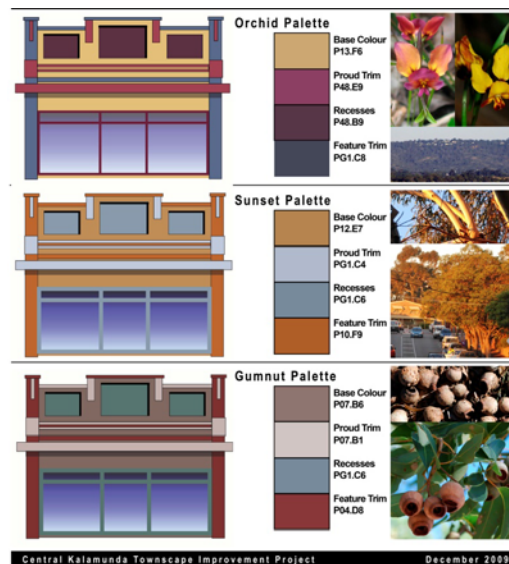 Orchid Palette
Base Colour
P13.F6
Proud Trim
P48.E9
Recesses
P48.B9
Feature Trim
PG1.C8
Sunset Palette
Base Colour
P12.E7
Proud Trim
PG1.C4
Recesses
PG1.C6
Feature Trim
P10.F9
Gumnut Palette
Base Colour
P07.B6
Proud Trim
P07.B1
Recesses
PG1.C6
Feature Trim
P04.D8
Central Kalamunda Townscape Improvement Project December 2009